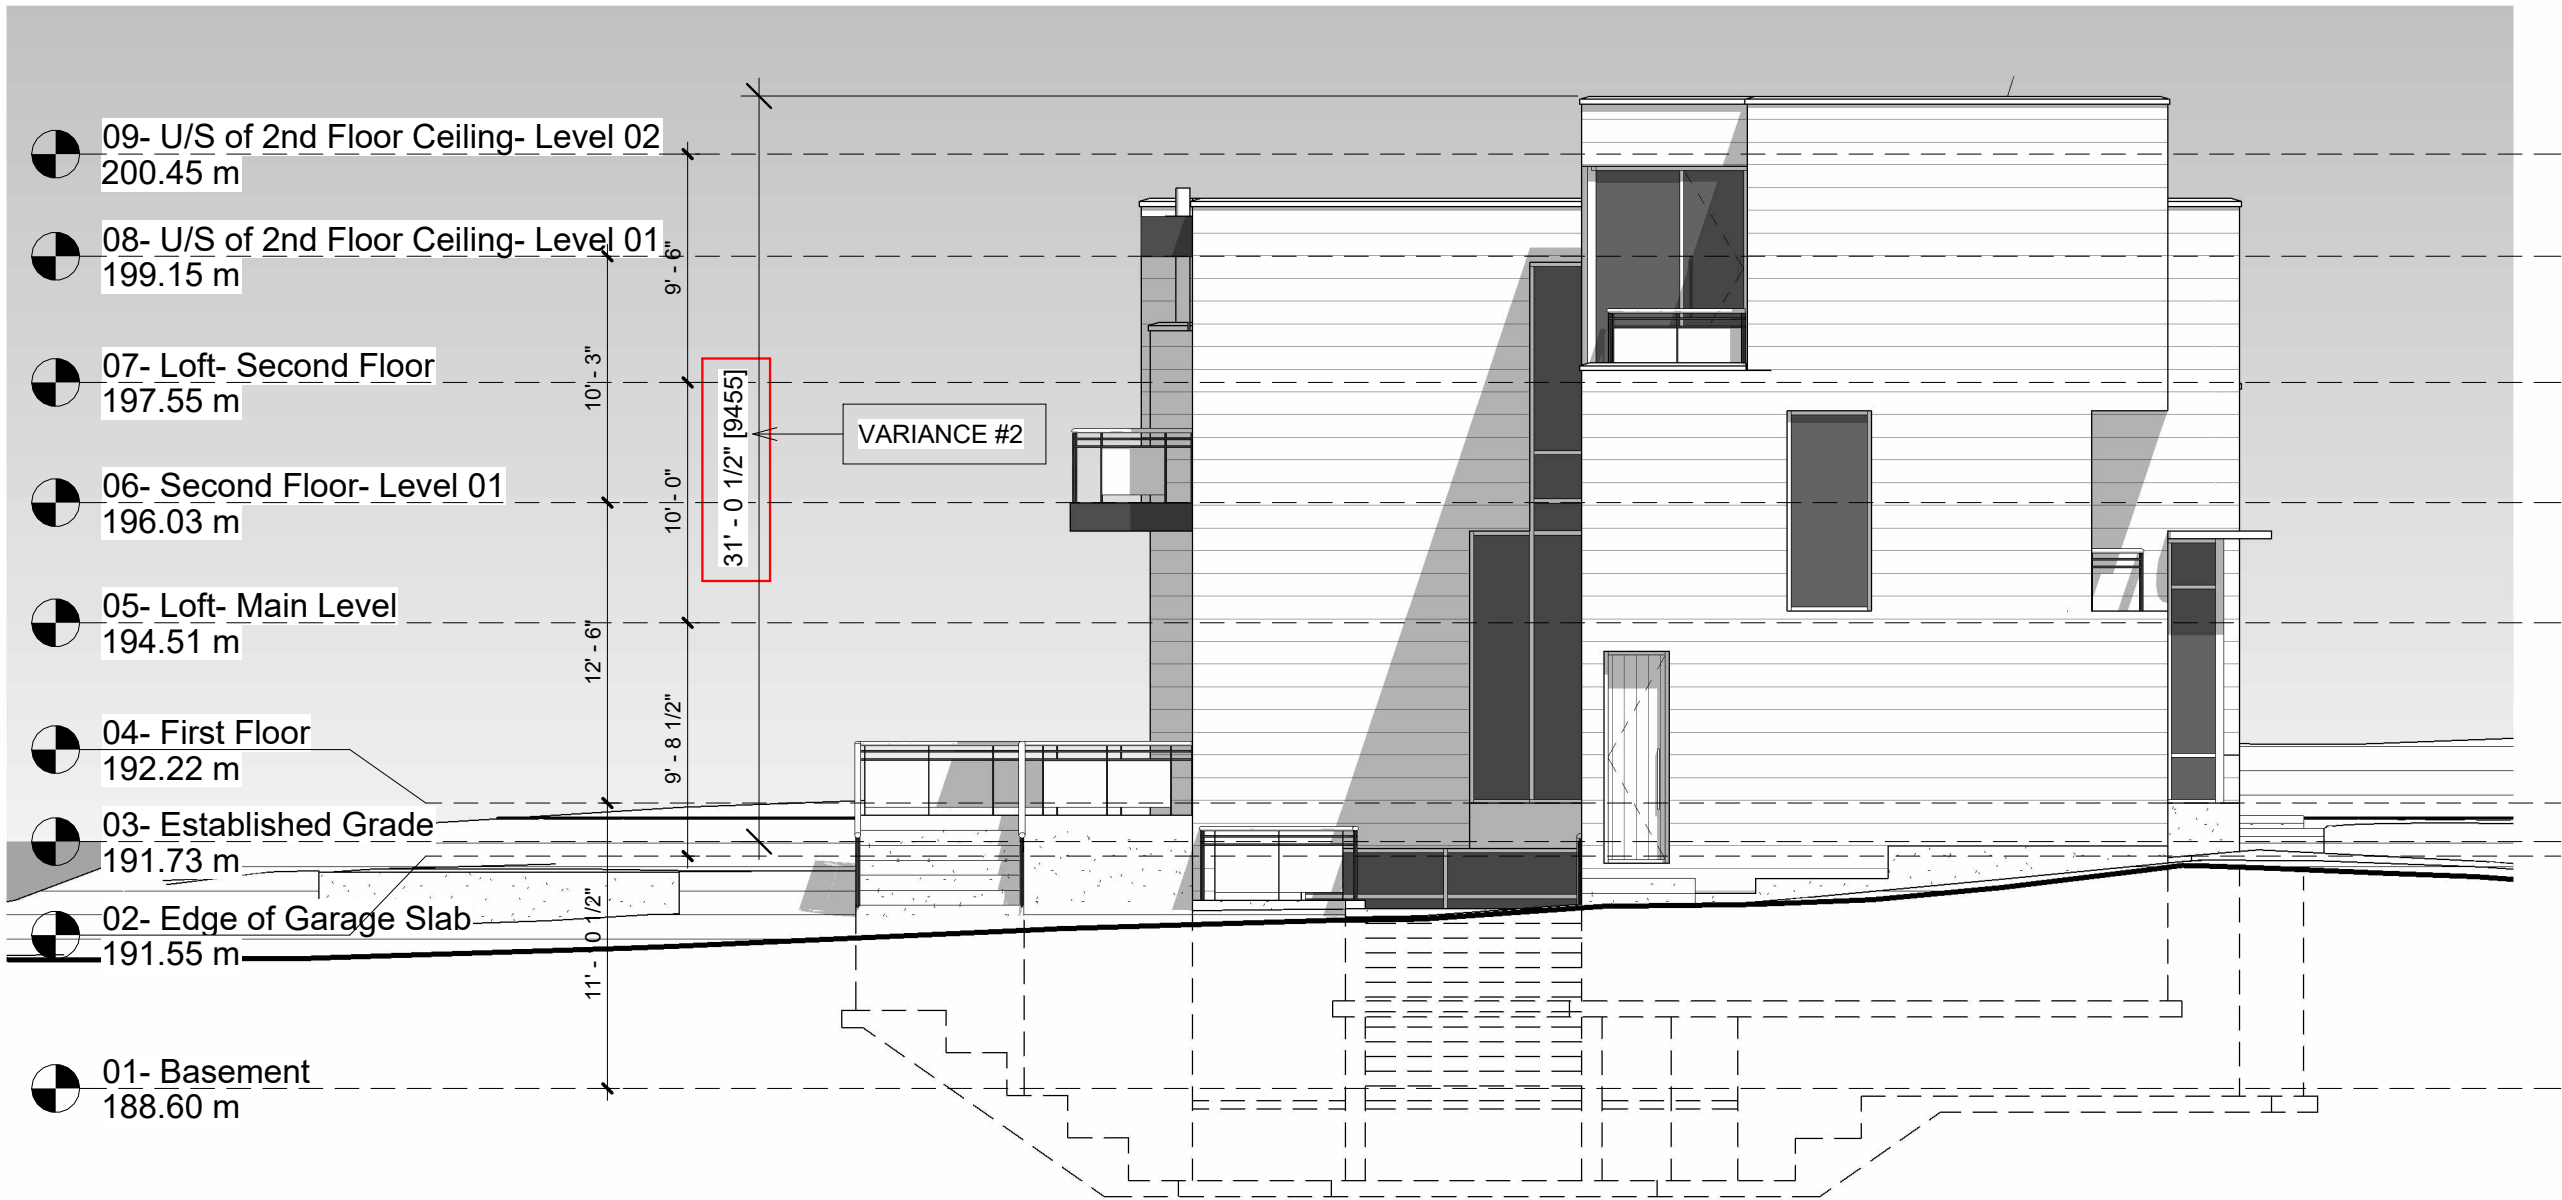 09- U/S of 2nd Floor Ceiling- Level 02
200.45 m
08- U/S of 2nd Floor Ceiling- Level 01
199.15 m
07- Loft- Second Floor
197.55 m
06- Second Floor- Level 01
196.03 m
05- Loft- Main Level
194.51 m
04- First Floor
192.22 m
03- Established Grade
191.73 m
02- Edge of Garage Slab
191.55 m
01- Basement
188.60 m
10' - 3"
12' - 6"
11' - 0 1/2"
9' - 6"
10' - 0"
9' - 8 1/2"
31' - 0 1/2" [9455]
VARIANCE #2